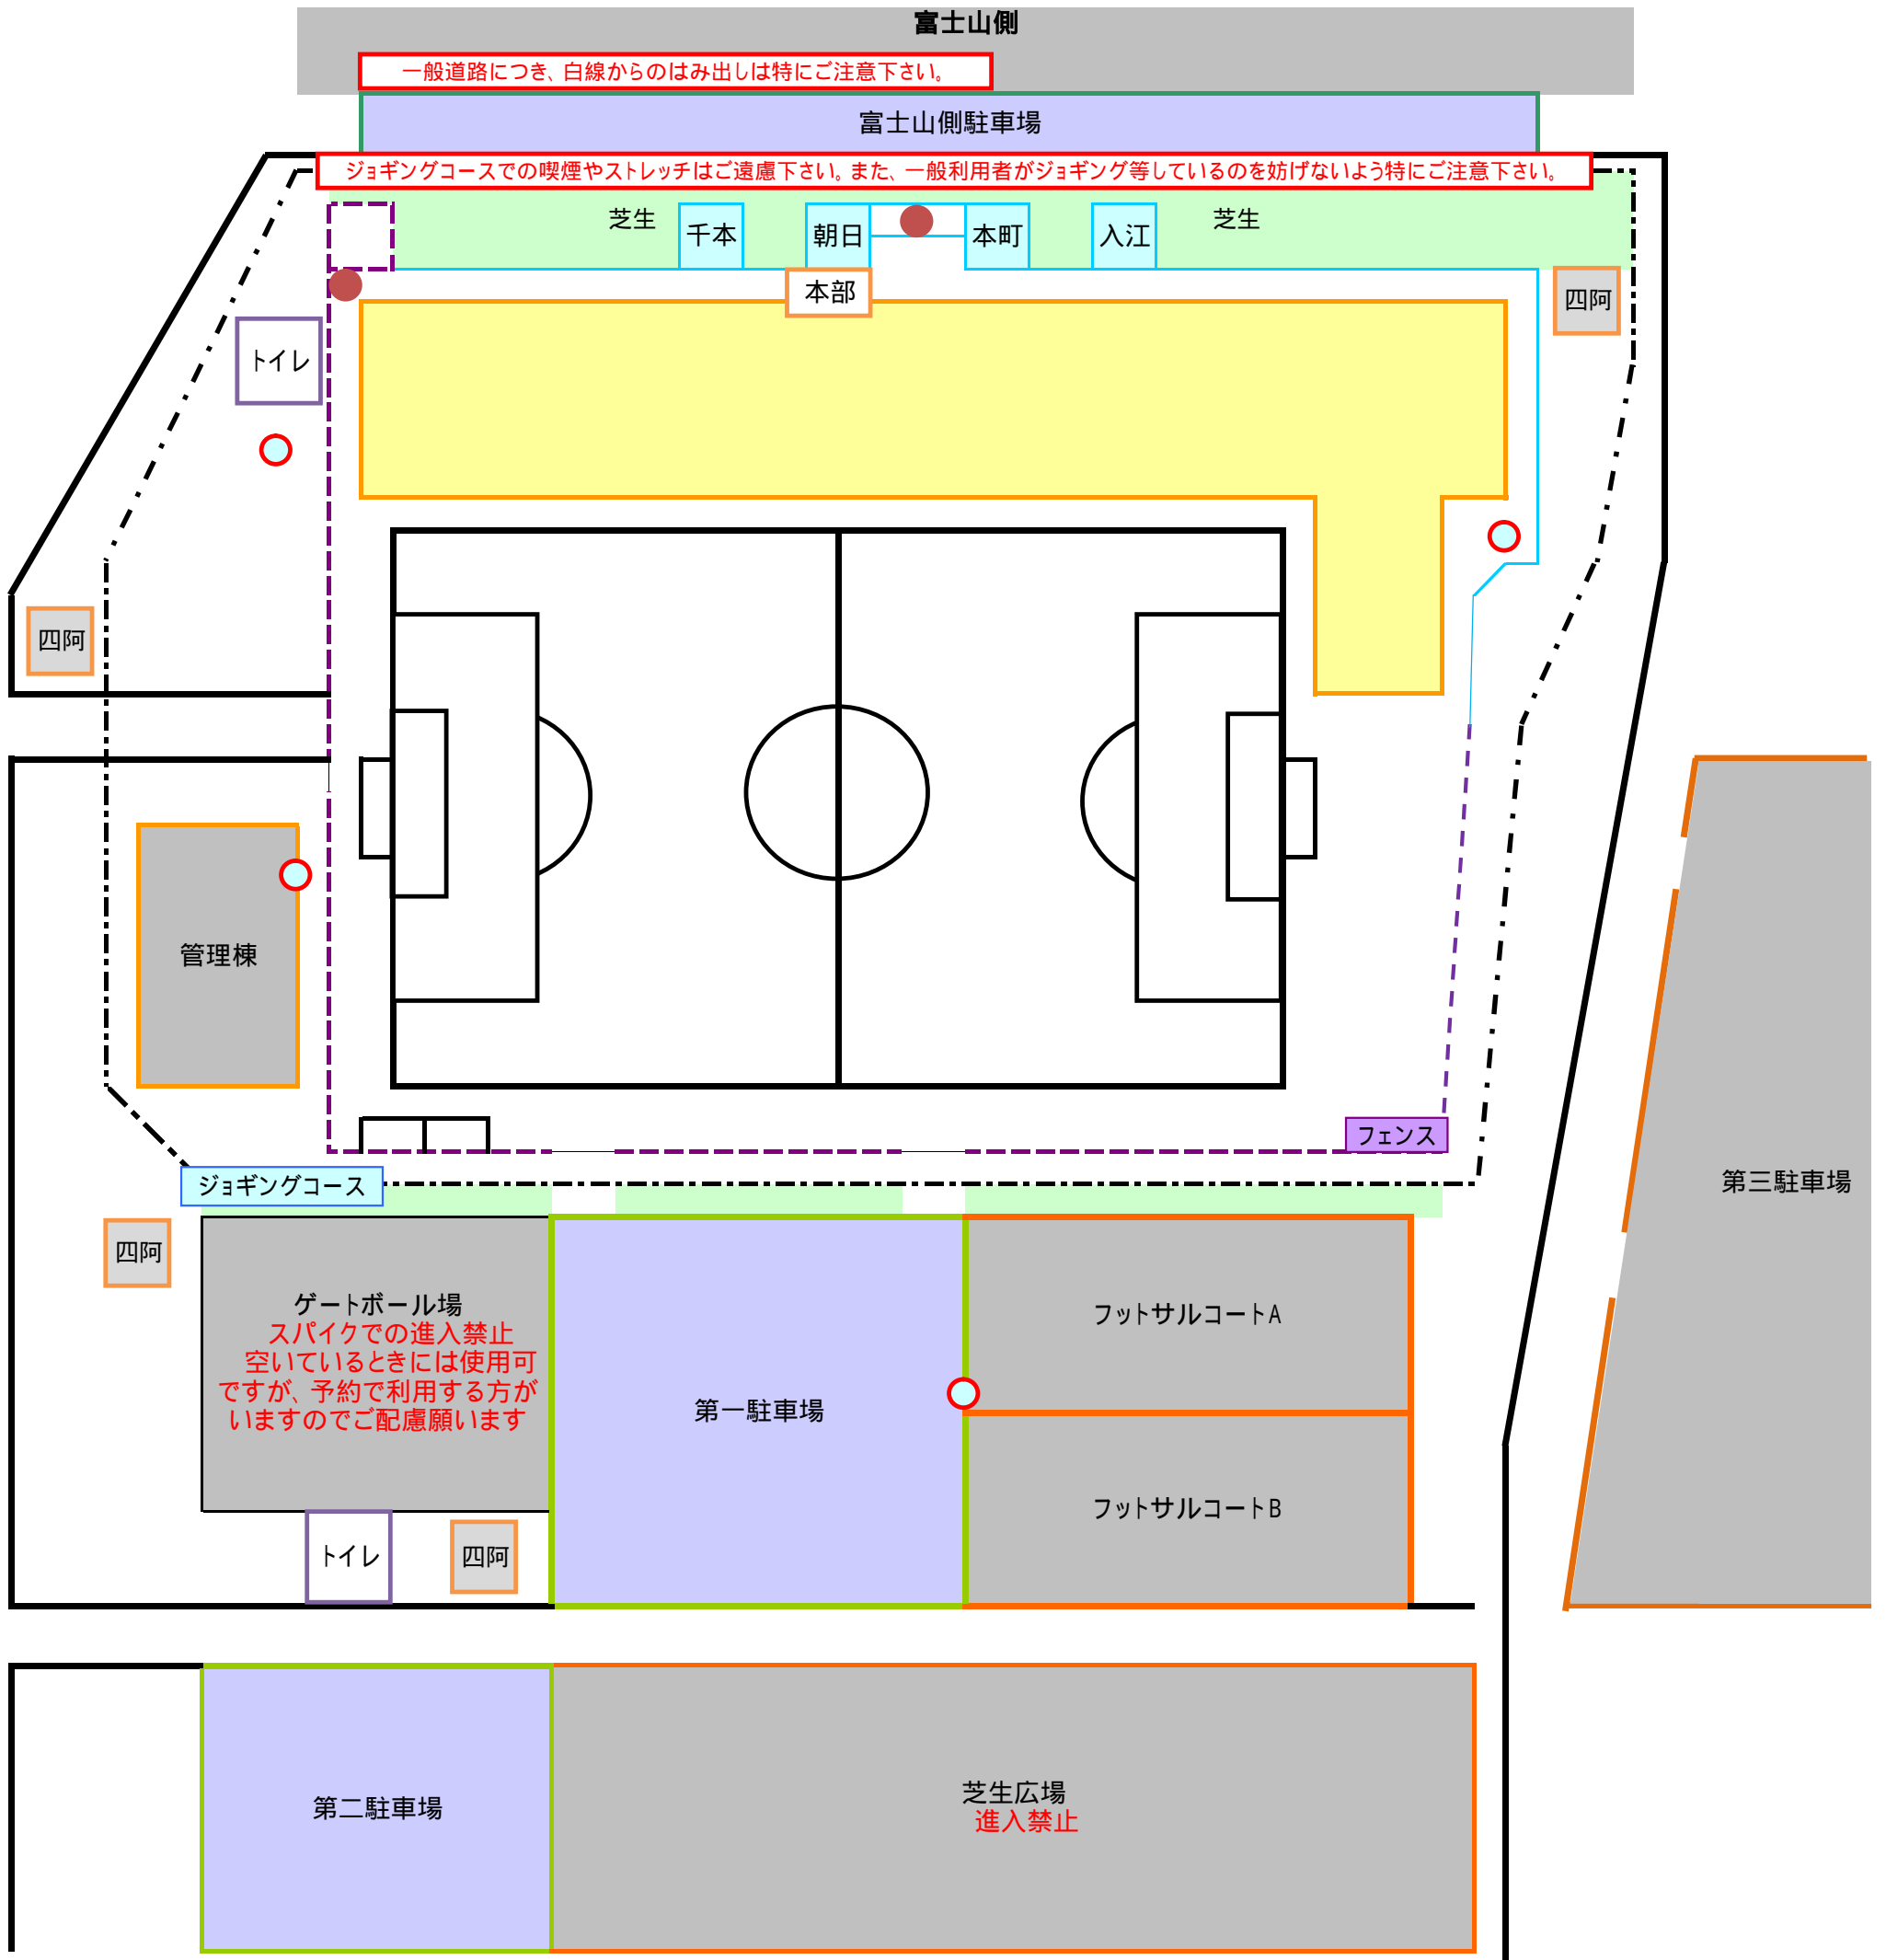 富士山側
一般道路につき、白線からのはみ出しは特にご注意下さい。
富士山側駐車場
ジョギングコースでの喫煙やストレッチはご遠慮下さい。また、一般利用者がジョギング等しているのを妨げないよう特にご注意下さい。
芝生
千本
朝日
本町
入江
芝生
本部
四阿
トイレ
四阿
管理棟
フェンス
ジョギングコース
第三駐車場
四阿
ゲートボール場
スパイクでの進入禁止
空いているときには使用可
ですが、予約で利用する方が
いますのでご配慮願います
フットサルコートA
第一駐車場
フットサルコートB
トイレ
四阿
第二駐車場
芝生広場
進入禁止